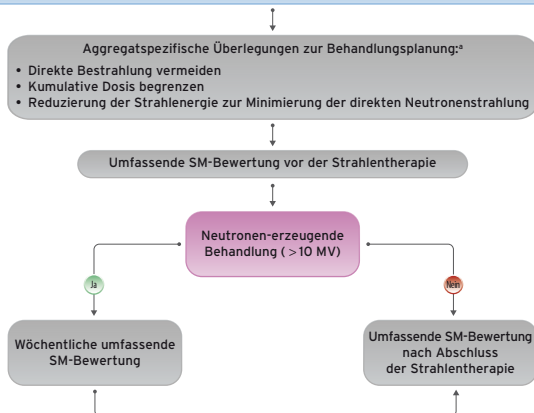 Aggregatspezifische Überlegungen zur Behandlungsplanung:ª
• Direkte Bestrahlung vermeiden
• Kumulative Dosis begrenzen
• Reduzierung der Strahlenergie zur Minimierung der direkten Neutronenstrahlung
Umfassende SM-Bewertung vor der Strahlentherapie
Neutronen-erzeugende
Behandlung ( >10 MV)
Ja
Nein
Wöchentliche umfassende
SM-Bewertung
Umfassende SM-Bewertung
nach Abschluss
der Strahlentherapie